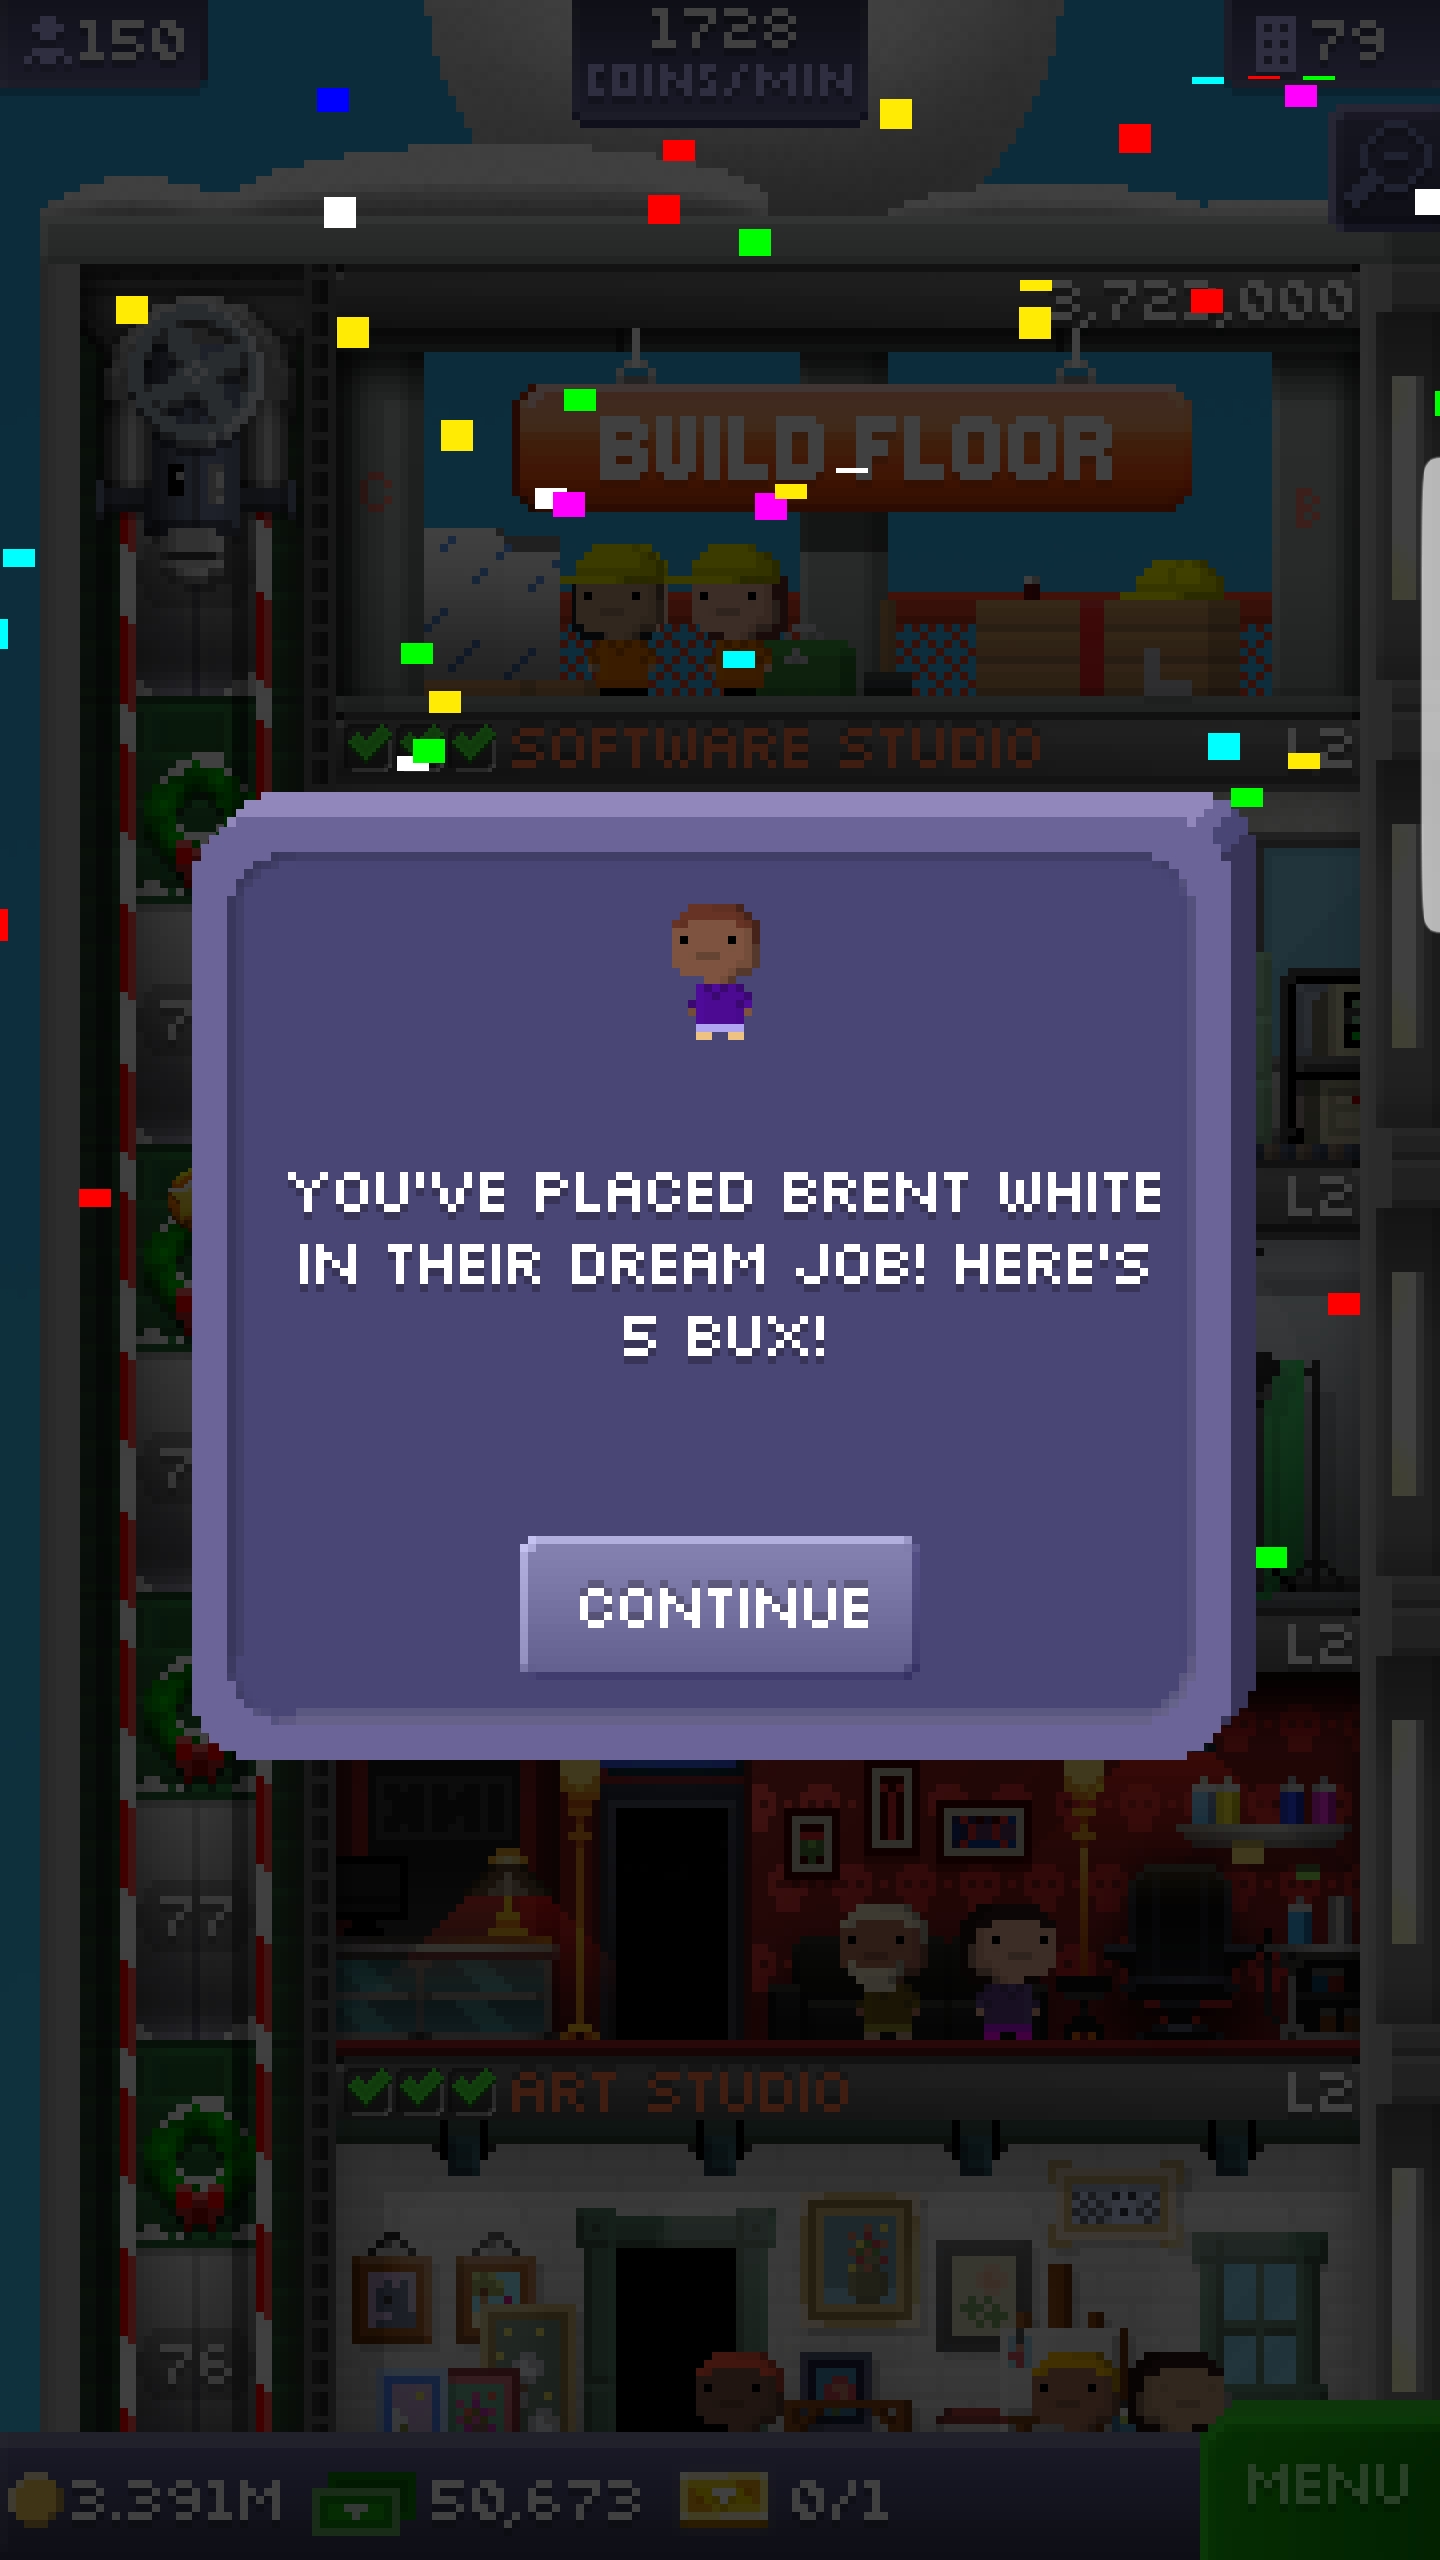 150
1728
COINS/MIN
79
BUILD FLOOR
C
B
SOFTWARE STUDIO
L2
YOU'VE PLACED BRENT WHITE
IN THEIR DREAM JOB! HERE'S
5 BUX!
L2
CONTINUE
L2
77
ART STUDIO
L2
76
3.391M
50,673
0/1
MENU